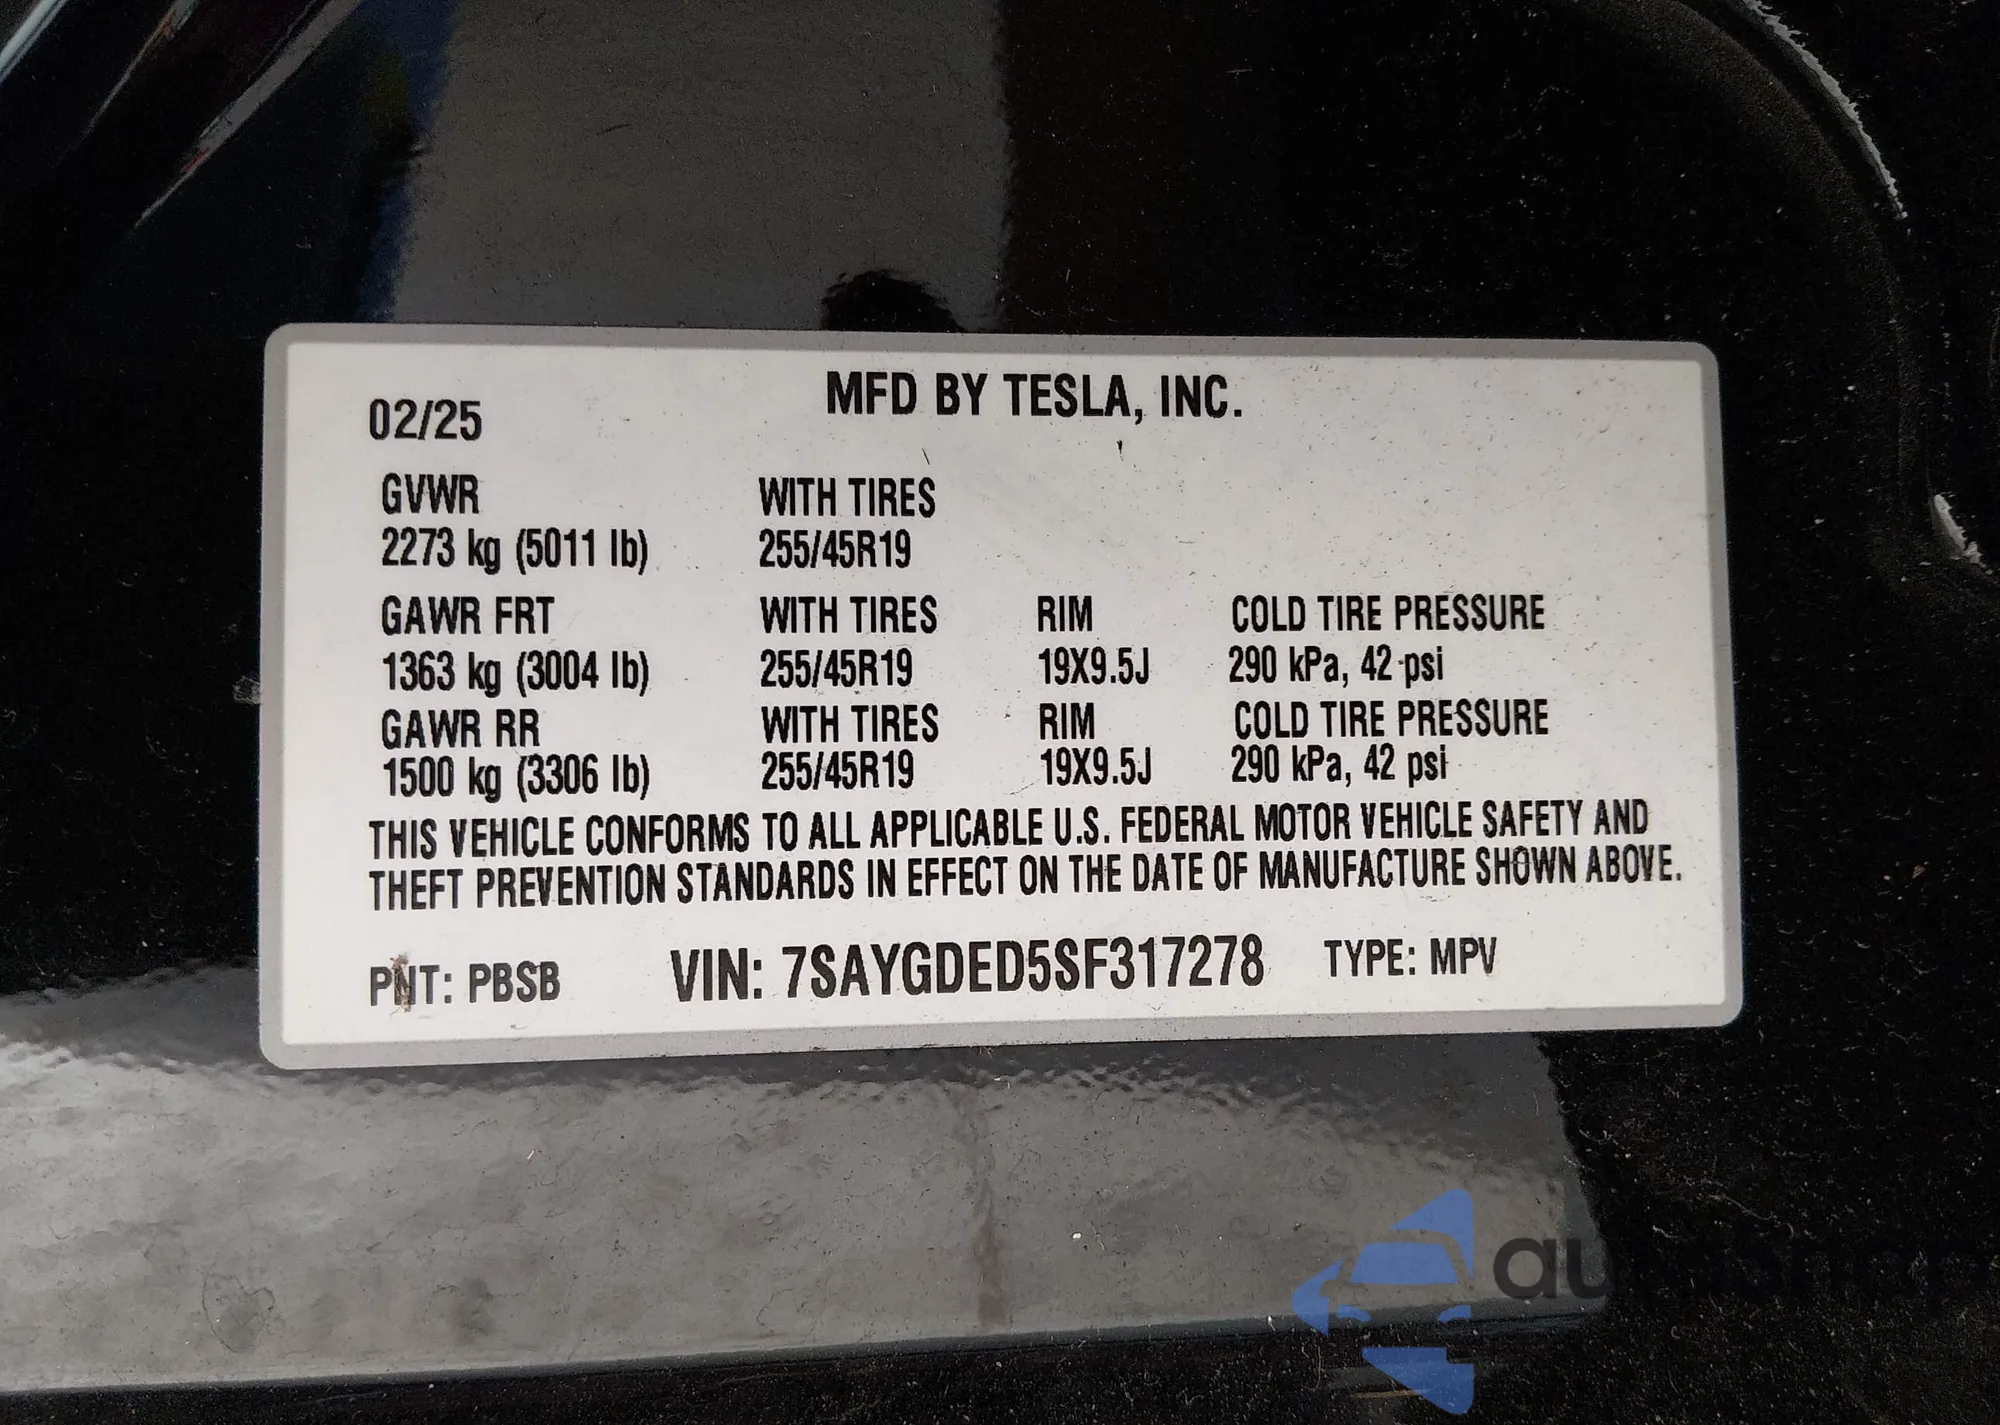 MFD BY TESLA, INC.
02/25
GVWR WITH TIRES
2273 kg (5011 lb) 255/45R19
GAWR FRT WITH TIRES RIM COLD TIRE PRESSURE
1363 kg (3004 lb) 255/45R19 19X9.5J 290 kPa, 42 psi
GAWR RR WITH TIRES RIM COLD TIRE PRESSURE
1500 kg (3306 lb) 255/45R19 19X9.5J 290 kPa, 42 psi
THIS VEHICLE CONFORMS TO ALL APPLICABLE U.S. FEDERAL MOTOR VEHICLE SAFETY AND
THEFT PREVENTION STANDARDS IN EFFECT ON THE DATE OF MANUFACTURE SHOWN ABOVE.
PNT: PBSB VIN: 7SAYGDED5SF317278 TYPE: MPV